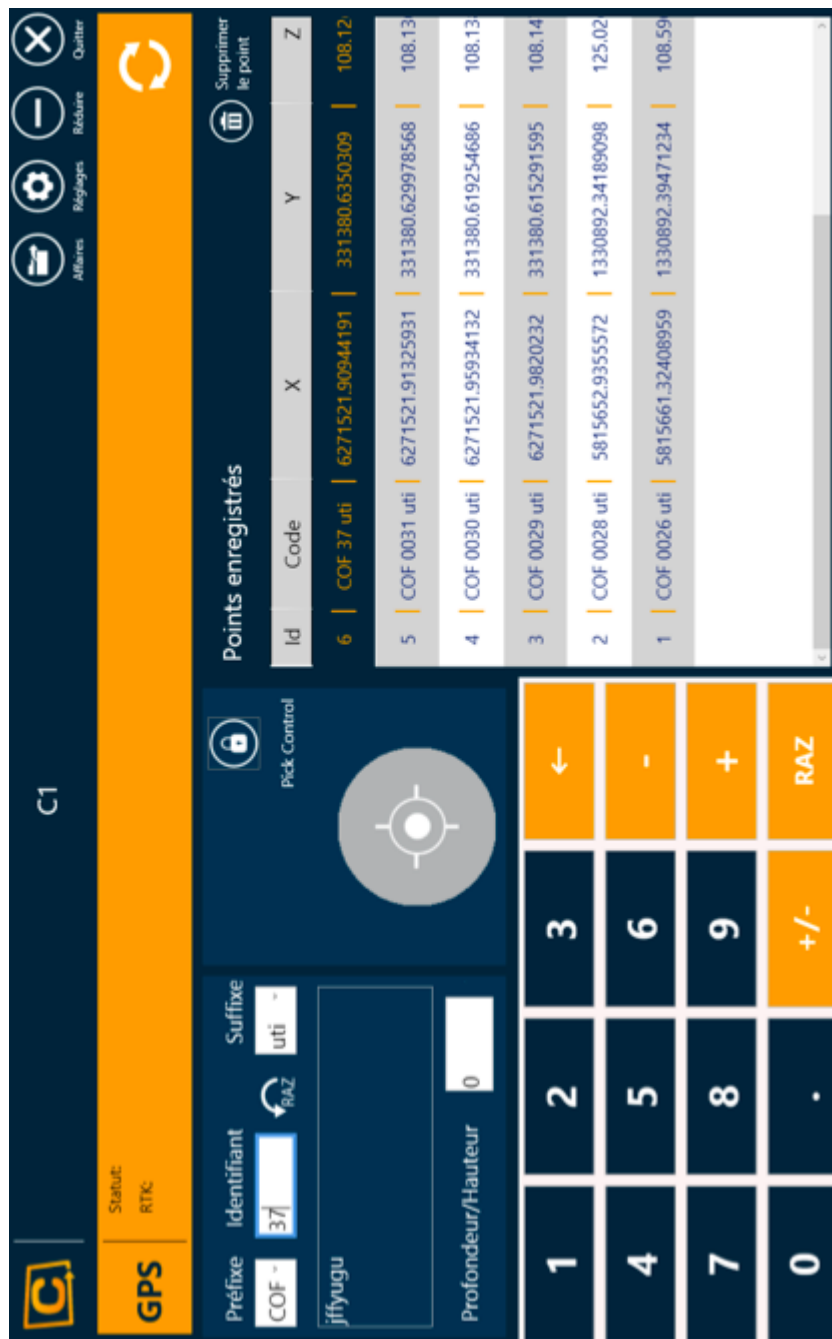 C
C1
Affaires
Réglages
Réduire
Quitter
GPS
Statut:
RTK:
Préfixe
Identifiant
Suffixe
COF
37
RAZ
uti
jffyugu
Profondeur/Hauteur
0
Pick Control
Points enregistrés
Supprimer
le point
Id Code X Y Z
6 | COF 37 uti | 6271521.90944191 | 331380.6350309 | 108.12
5 | COF 0031 uti | 6271521.91325931 | 331380.629978568 | 108.13
4 | COF 0030 uti | 6271521.95934132 | 331380.619254686 | 108.13
3 | COF 0029 uti | 6271521.9820232 | 331380.615291595 | 108.14
2 | COF 0028 uti | 5815652.9355572 | 1330892.34189098 | 125.02
1 | COF 0026 uti | 5815661.32408959 | 1330892.39471234 | 108.59
1 2 3 ←
4 5 6 -
7 8 9 +
0 . +/- RAZ